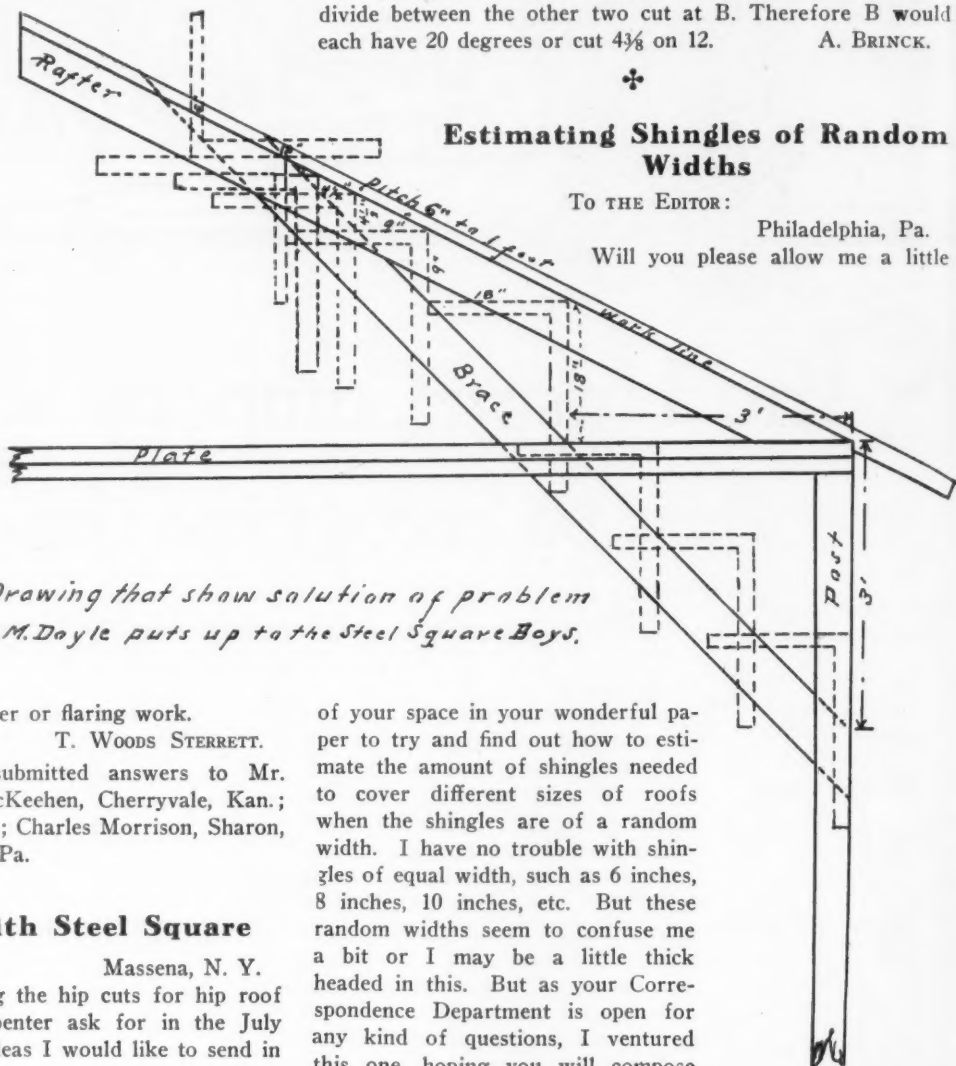 divide between the other two cut at B. Therefore B would
each have 20 degrees or cut 4⅜ on 12. A. BRINCK.
Estimating Shingles of Random
Widths
TO THE EDITOR:
Philadelphia, Pa.
Will you please allow me a little
Rafter
Pitch 6" to 1 foot
work line
9"
9"
18"
18"
3'
Brace
Plate
Post
3'
Drawing that show solution of problem
M. Doyle puts up to the Steel Square Boys.
er or flaring work.
T. WOODS STERRETT.
submitted answers to Mr.
cKeehen, Cherryvale, Kan.;
; Charles Morrison, Sharon,
Pa.
ith Steel Square
Massena, N. Y.
g the hip cuts for hip roof
penter ask for in the July
deas I would like to send in
of your space in your wonderful pa-
per to try and find out how to esti-
mate the amount of shingles needed
to cover different sizes of roofs
when the shingles are of a random
width. I have no trouble with shin-
gles of equal width, such as 6 inches,
8 inches, 10 inches, etc. But these
random widths seem to confuse me
a bit or I may be a little thick
headed in this. But as your Corre-
spondence Department is open for
any kind of questions, I ventured
this one, hoping you will compose